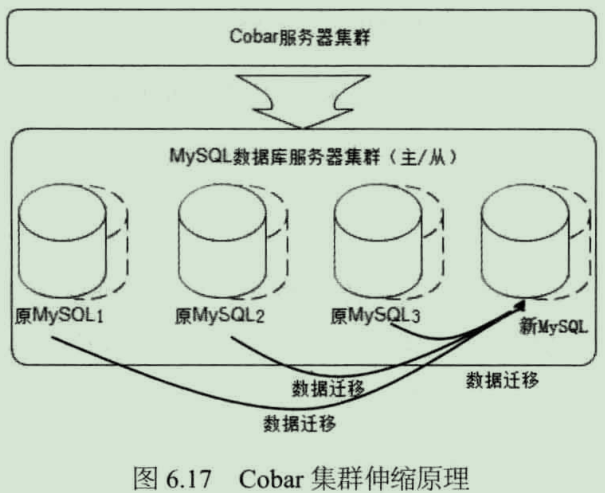 Cobar服务器集群
MySQL数据库服务器集群（主/从）
原MySQL1
原MySQL2
原MySQL3
新MySQL
数据迁移
数据迁移
数据迁移
图 6.17 Cobar 集群伸缩原理